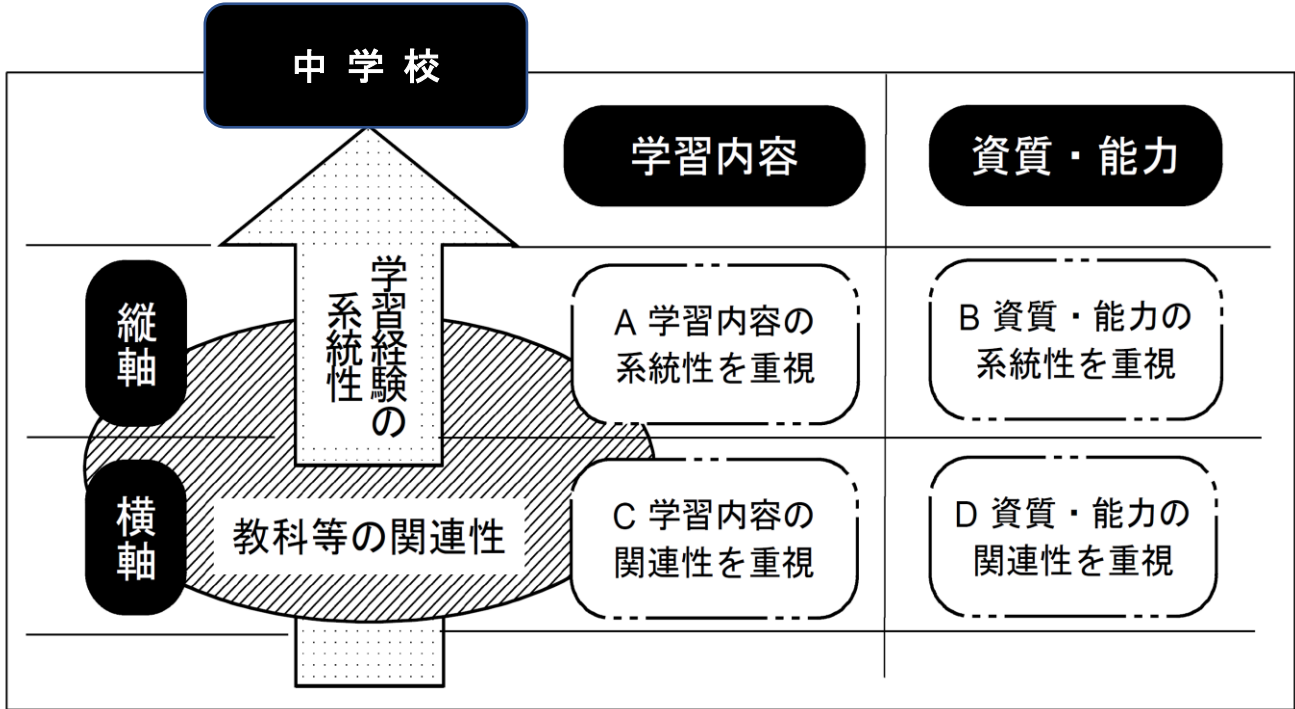 中学校
学習内容
資質・能力
縦軸
学習経験の
系統性
A 学習内容の
系統性を重視
B 資質・能力の
系統性を重視
横軸
教科等の関連性
C 学習内容の
関連性を重視
D 資質・能力の
関連性を重視